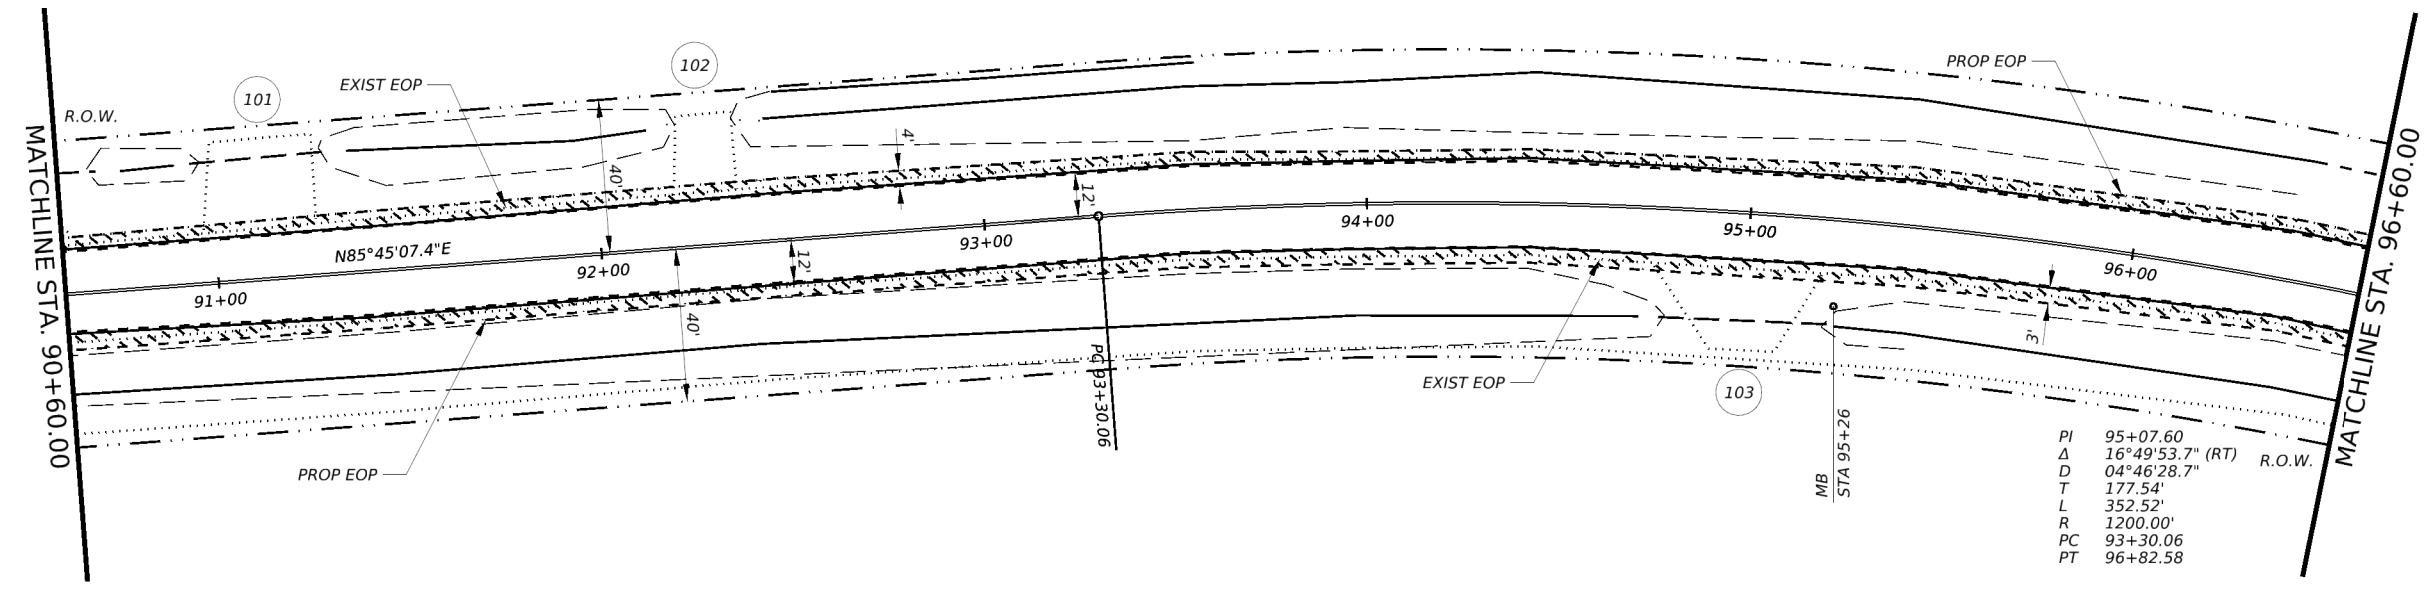 102
PROP EOP
EXIST EOP
101
R.O.W.
4'
MATCHLINE STA. 90+60.00
MATCHLINE STA. 96+60.00
40'
12'
94+00
95+00
93+00
N85°45'07.4"E
92+00
12'
96+00
91+00
40'
3'
PC 93+30.06
EXIST EOP
103
MB
STA 95+26
PROP EOP
R.O.W.
PI 95+07.60
Δ 16°49'53.7" (RT)
D 04°46'28.7"
T 177.54'
L 352.52'
R 1200.00'
PC 93+30.06
PT 96+82.58